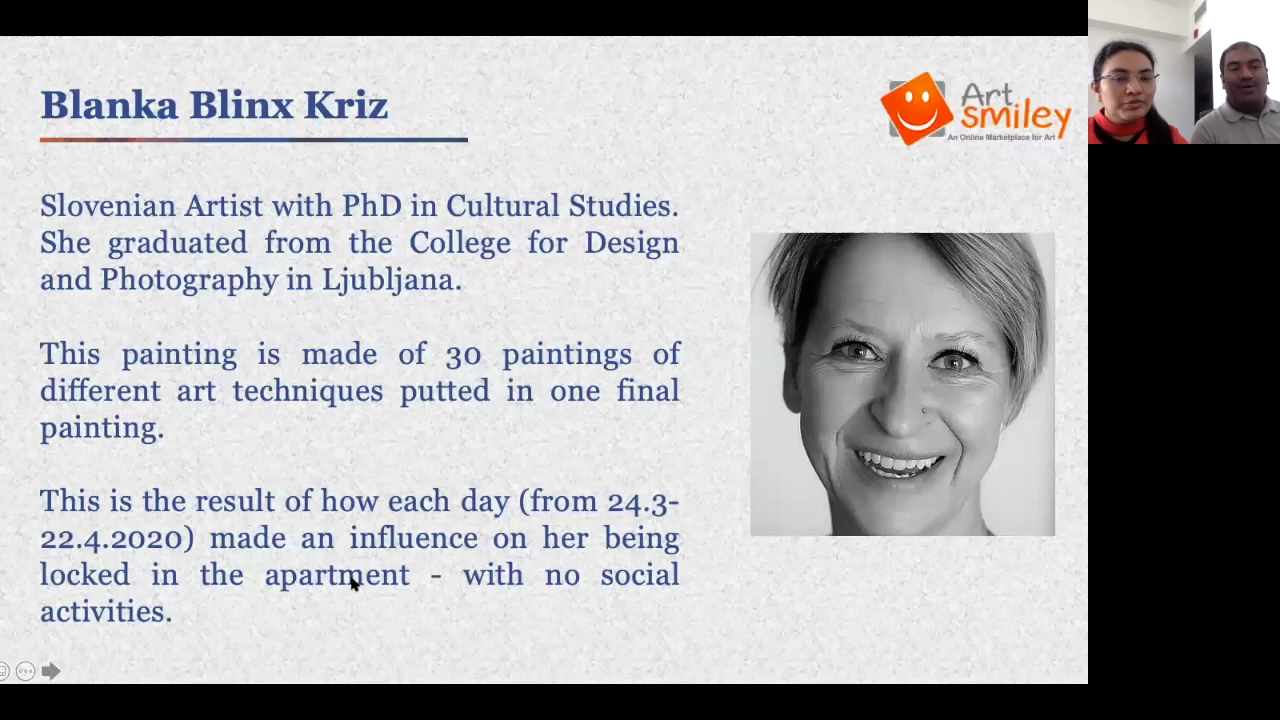 Blanka Blinx Kriz
Art
smiley
An Online Marketplace for Art
Slovenian Artist with PhD in Cultural Studies.
She graduated from the College for Design
and Photography in Ljubljana.
This painting is made of 30 paintings of
different art techniques putted in one final
painting.
This is the result of how each day (from 24.3-
22.4.2020) made an influence on her being
locked in the apartment - with no social
activities.